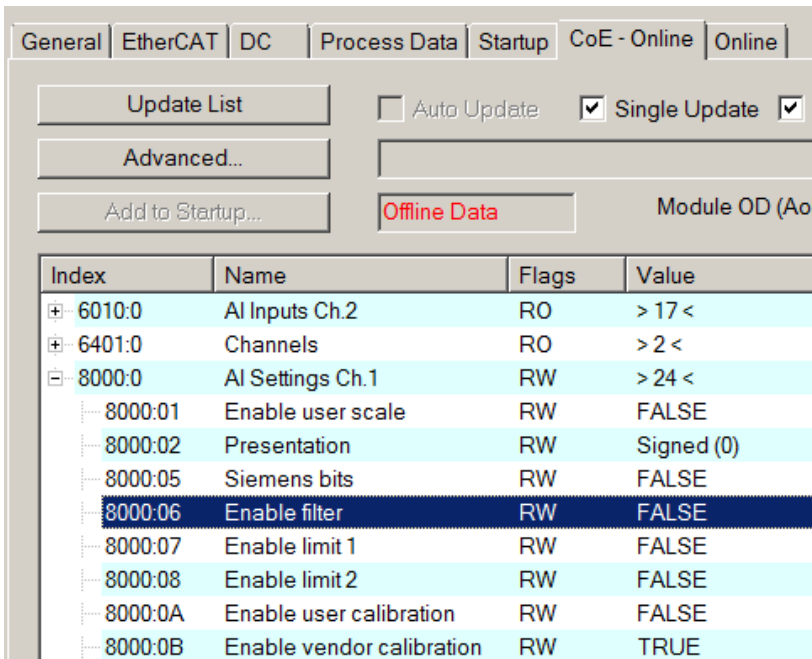 General EtherCAT DC Process Data Startup CoE - Online Online
Update List Auto Update Single Update
Advanced...
Add to Startup... Offline Data Module OD (Ao
Index Name Flags Value
6010:0 AI Inputs Ch.2 RO > 17 <
6401:0 Channels RO > 2 <
8000:0 AI Settings Ch.1 RW > 24 <
8000:01 Enable user scale RW FALSE
8000:02 Presentation RW Signed (0)
8000:05 Siemens bits RW FALSE
8000:06 Enable filter RW FALSE
8000:07 Enable limit 1 RW FALSE
8000:08 Enable limit 2 RW FALSE
8000:0A Enable user calibration RW FALSE
8000:0B Enable vendor calibration RW TRUE